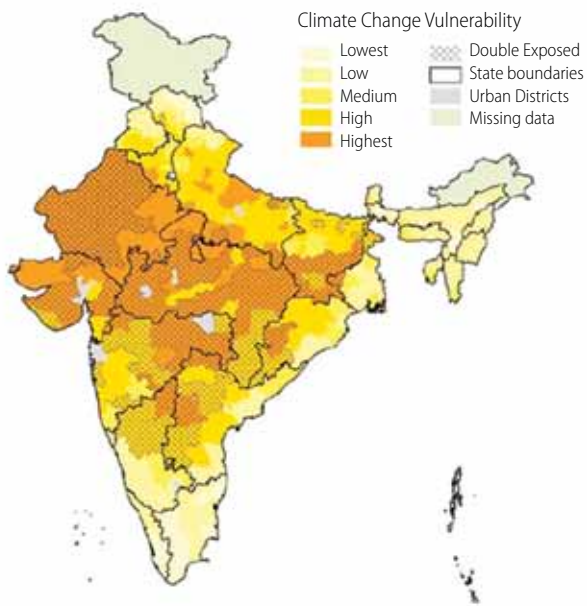 Climate Change Vulnerability
Lowest
Low
Medium
High
Highest
Double Exposed
State boundaries
Urban Districts
Missing data